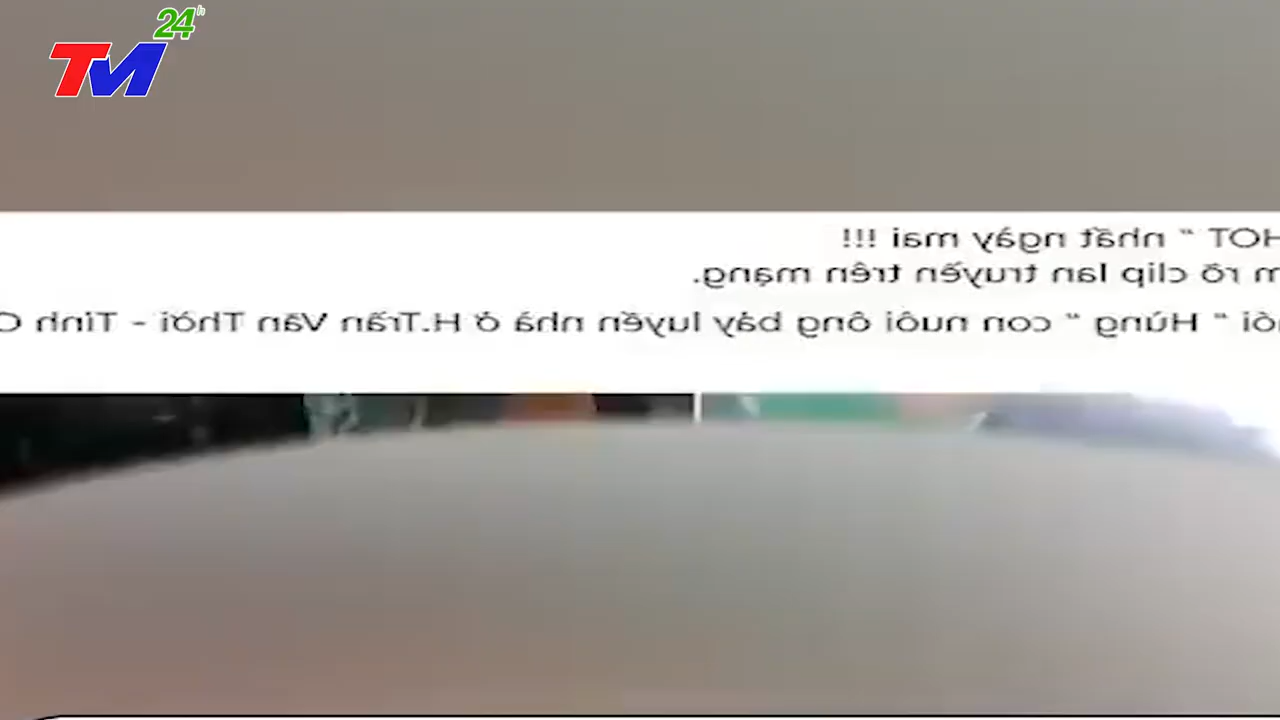 24h
TM
HOT “ nhất ngày mai !!!
rõ clip lan truyền trên mạng.
“ Hùng “ con nuôi ông bảy luyến nhà ở H.Trần Văn Thời - Tỉnh